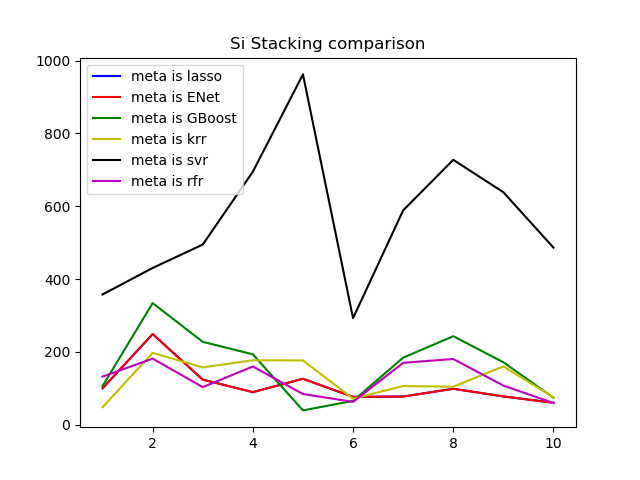 Si Stacking comparison
1000
800
600
400
200
0
meta is lasso
meta is ENet
meta is GBoost
meta is krr
meta is svr
meta is rfr
2 4 6 8 10